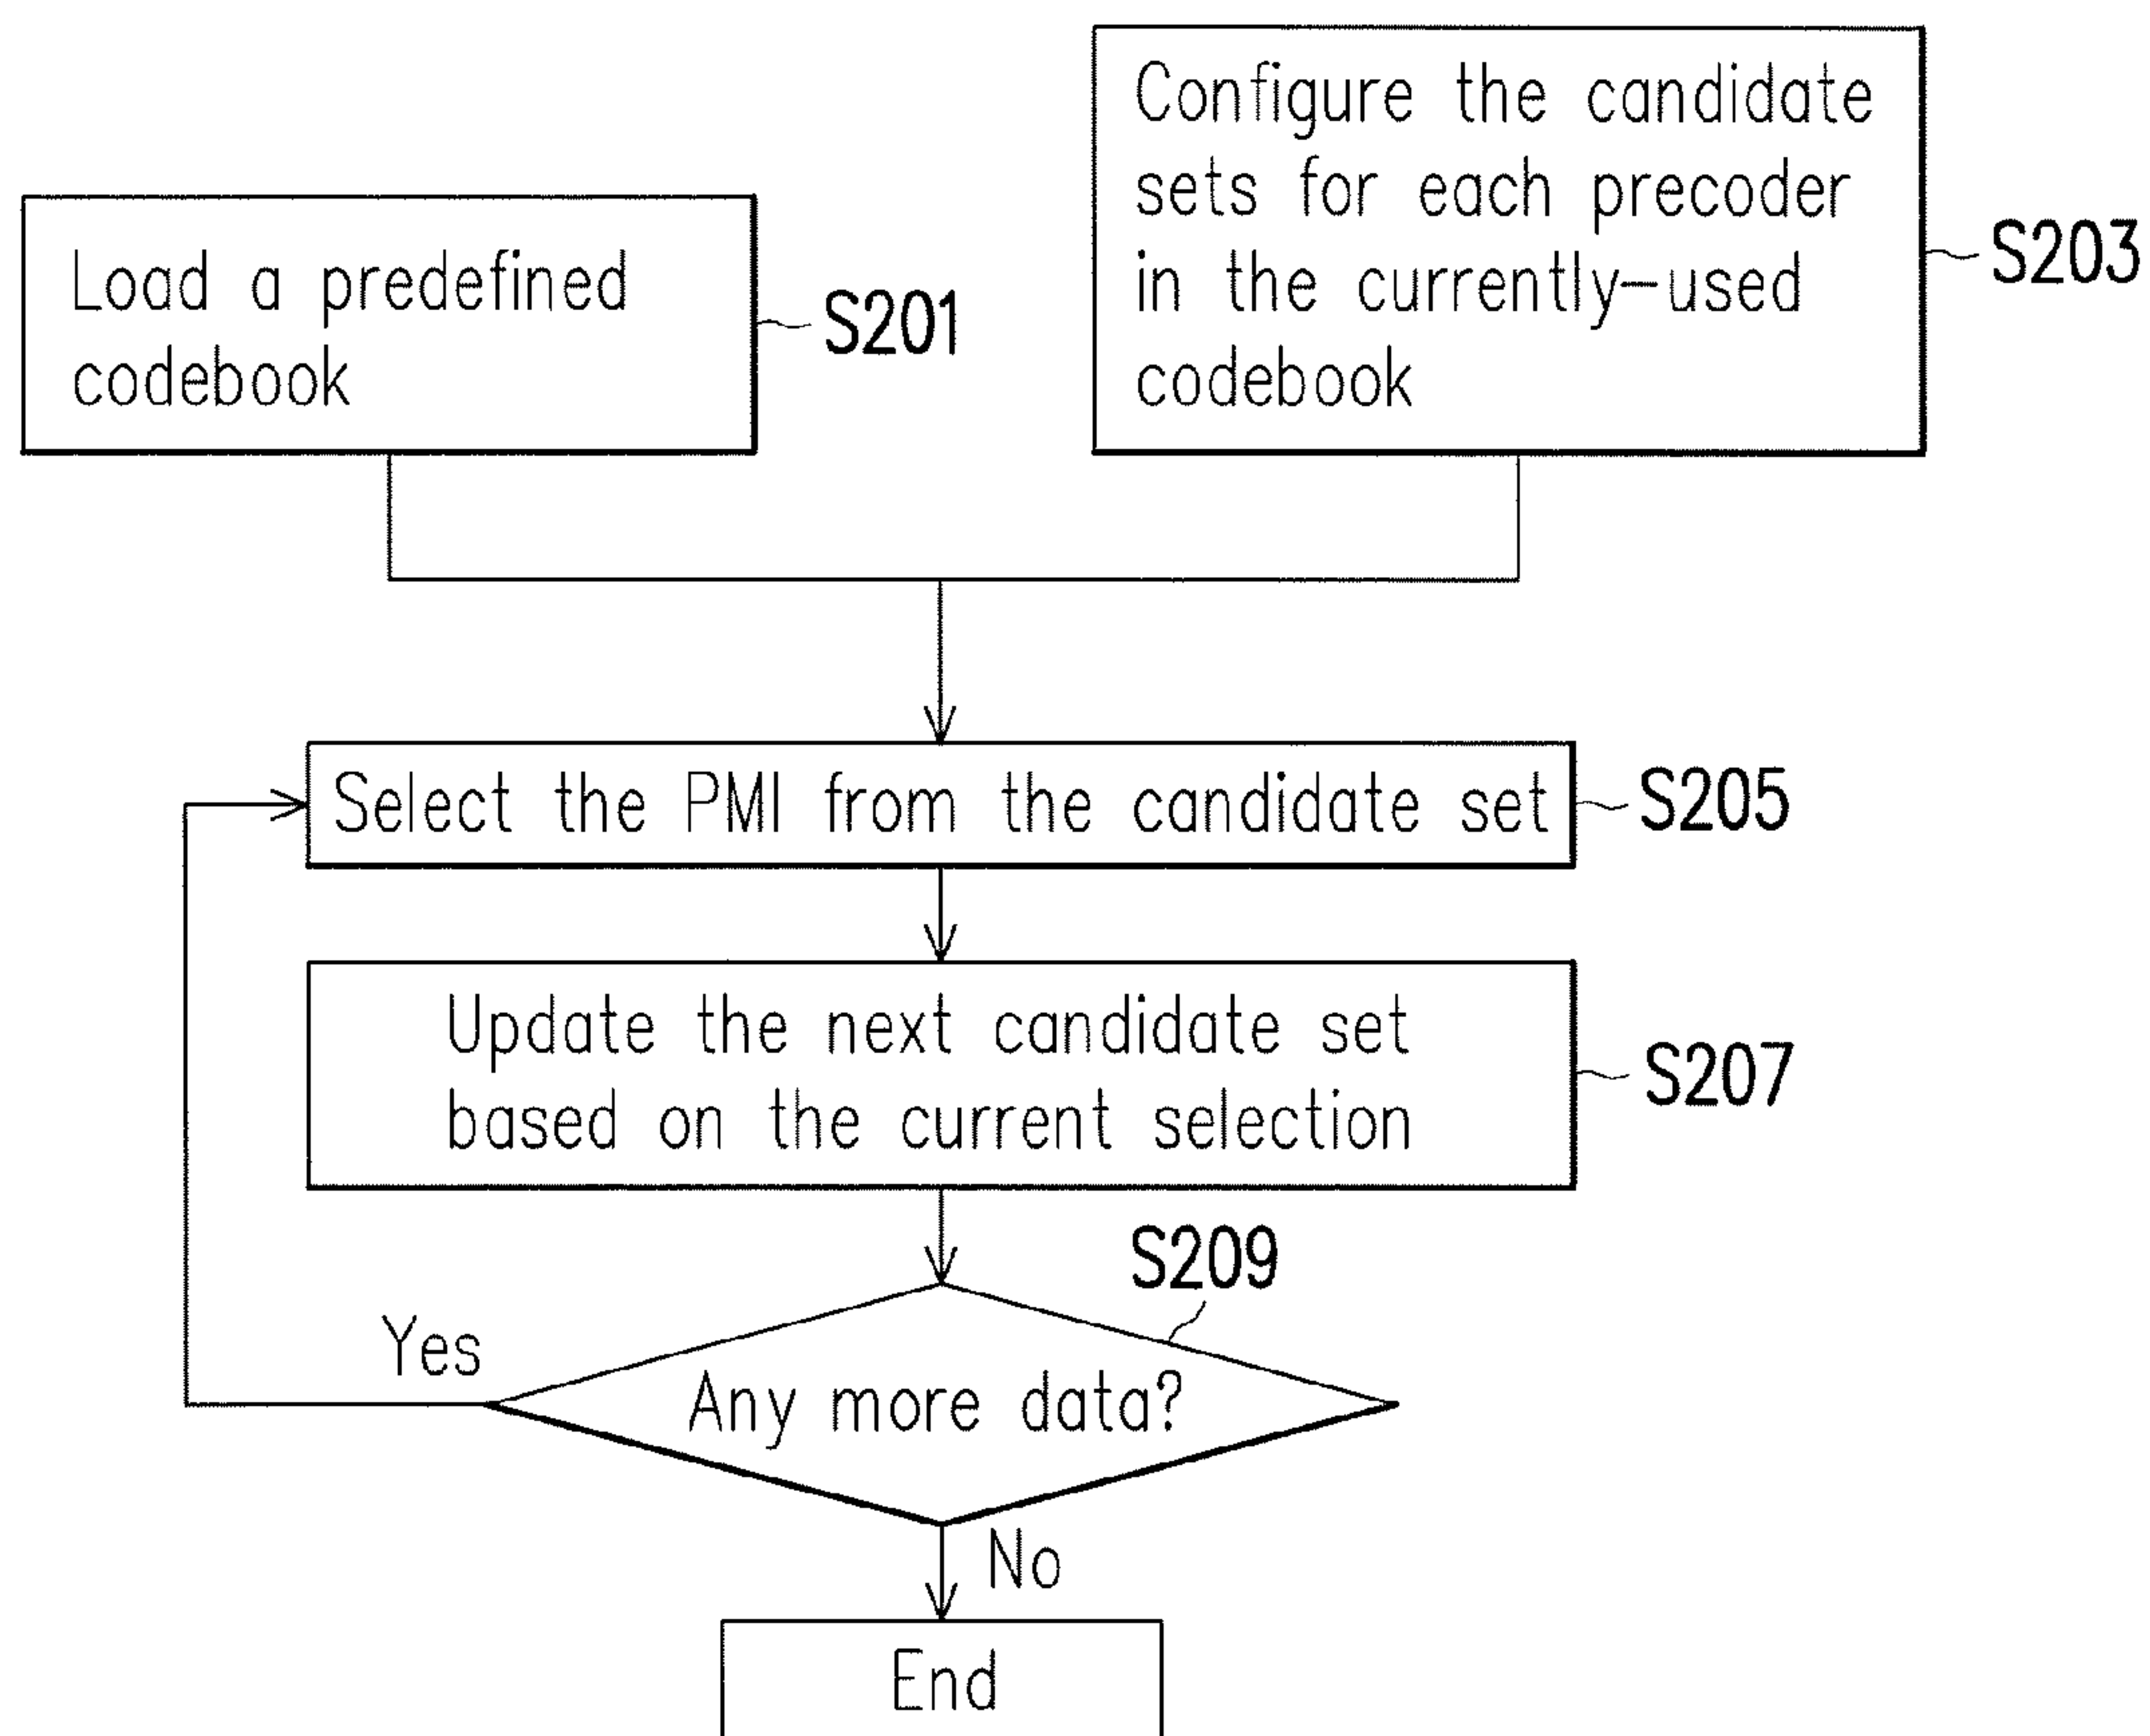 Load a predefined
codebook
S201
Configure the candidate
sets for each precoder
in the currently-used
codebook
S203
Select the PMI from the candidate set
S205
Update the next candidate set
based on the current selection
S207
S209
Any more data?
Yes
No
End